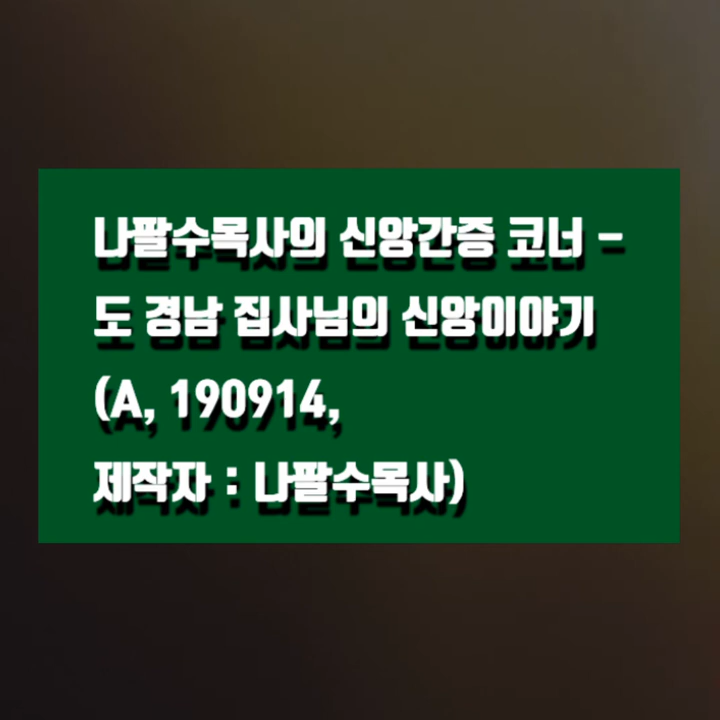 나팔수목사의 신앙간증 코너 -
도 경남 집사님의 신앙이야기
(A, 190914,
제작자 : 나팔수목사)